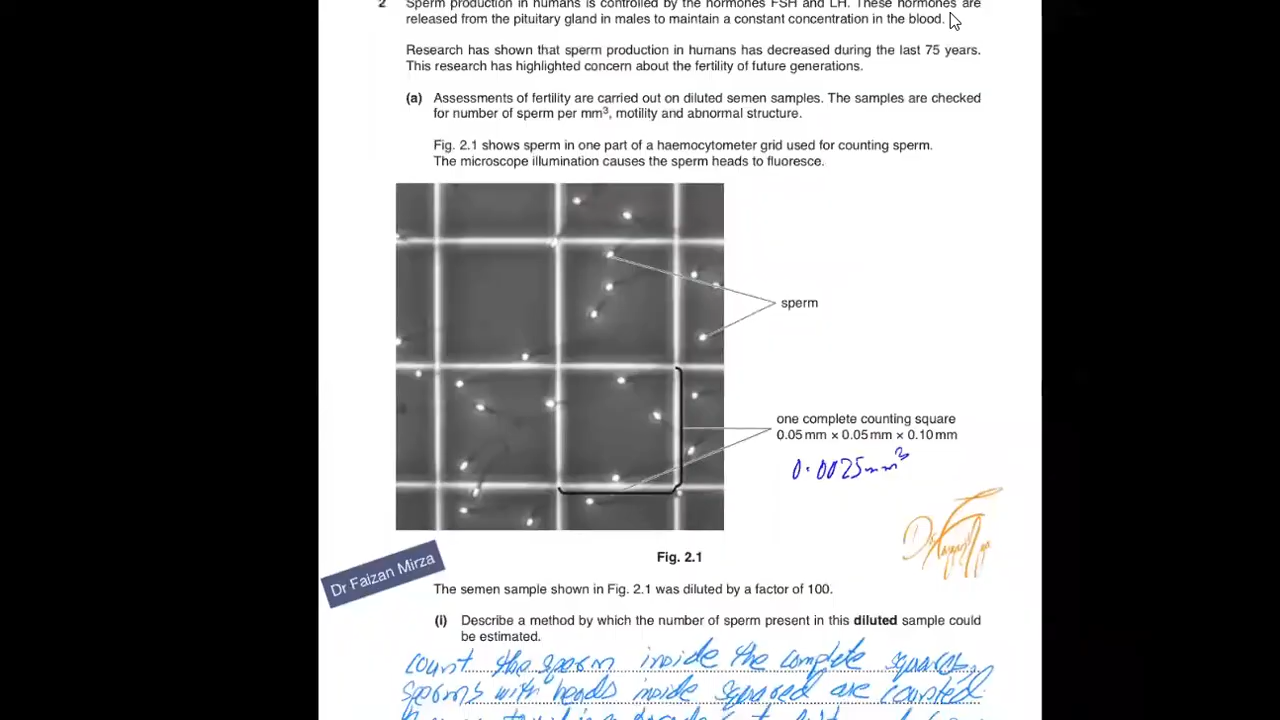 2 Sperm production in humans is controlled by the hormones FSH and LH. These hormones are
released from the pituitary gland in males to maintain a constant concentration in the blood.
Research has shown that sperm production in humans has decreased during the last 75 years.
This research has highlighted concern about the fertility of future generations.
(a) Assessments of fertility are carried out on diluted semen samples. The samples are checked
for number of sperm per mm³, motility and abnormal structure.
Fig. 2.1 shows sperm in one part of a haemocytometer grid used for counting sperm.
The microscope illumination causes the sperm heads to fluoresce.
sperm
one complete counting square
0.05 mm × 0.05 mm × 0.10 mm
0.0025mm³
Fig. 2.1
Dr Faizan Mirza
The semen sample shown in Fig. 2.1 was diluted by a factor of 100.
(i) Describe a method by which the number of sperm present in this diluted sample could
be estimated.
count the sperm inside the complete squares,
sperms with heads inside squared are counted.